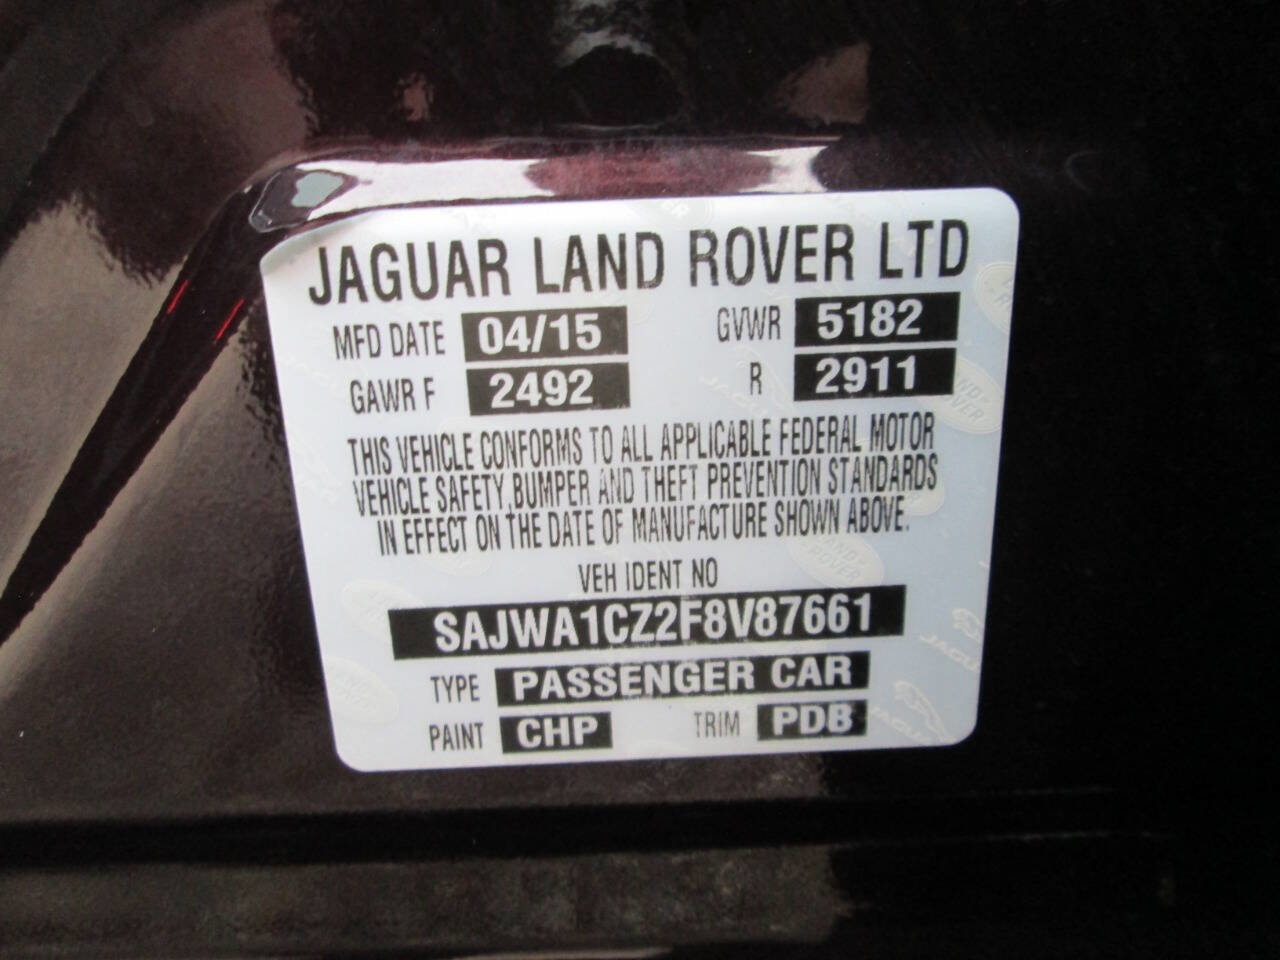 JAGUAR LAND ROVER LTD
MFD DATE 04/15 GVWR 5182
GAWR F 2492 R 2911
THIS VEHICLE CONFORMS TO ALL APPLICABLE FEDERAL MOTOR
VEHICLE SAFETY,BUMPER AND THEFT PREVENTION STANDARDS
IN EFFECT ON THE DATE OF MANUFACTURE SHOWN ABOVE.
VEH IDENT NO
SAJWA1CZ2F8V87661
TYPE PASSENGER CAR
PAINT CHP TRIM PDB